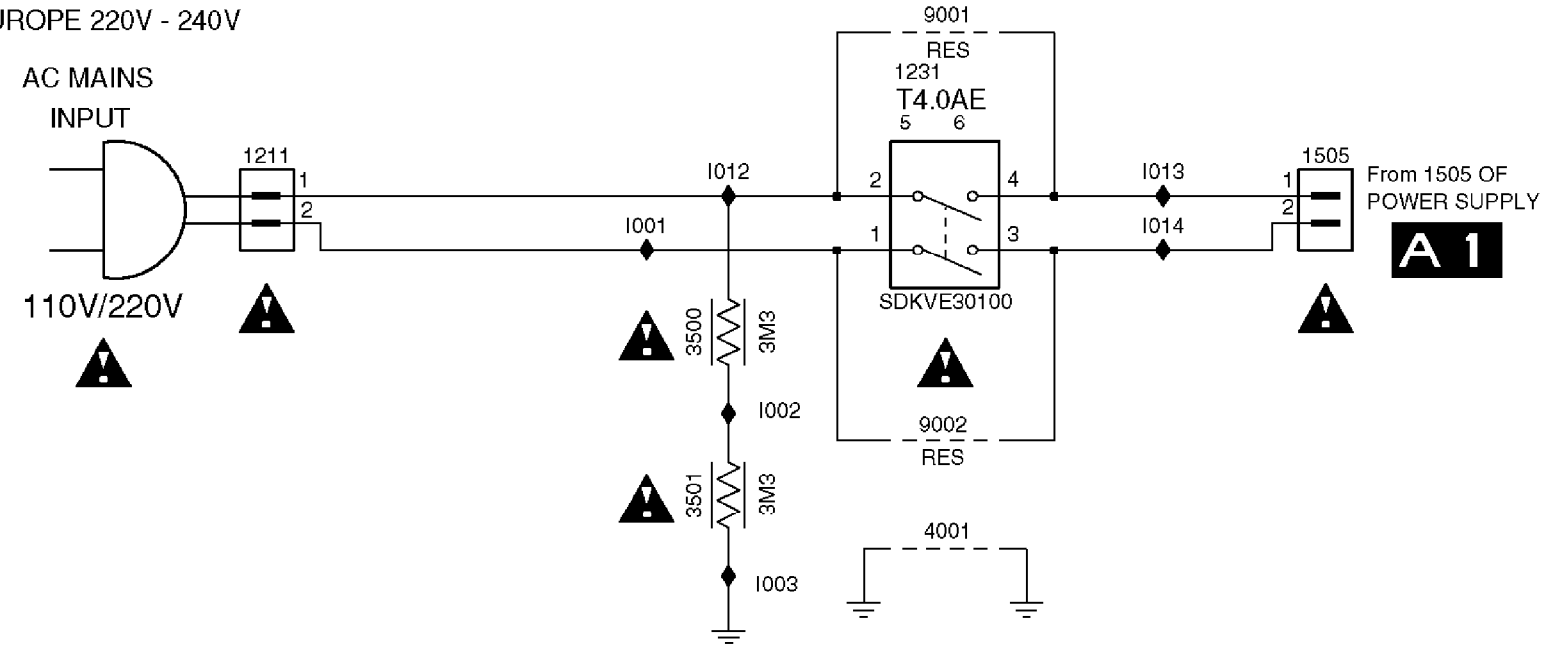 UROPE 220V - 240V
AC MAINS
INPUT
110V/220V
1211
1
2
I012
I001
3500
3M3
I002
3501
3M3
I003
9001
RES
1231
T4.0AE
5 6
2
4
1
3
SDKVE30100
9002
RES
4001
I013
I014
1505
1
2
From 1505 OF
POWER SUPPLY
A 1